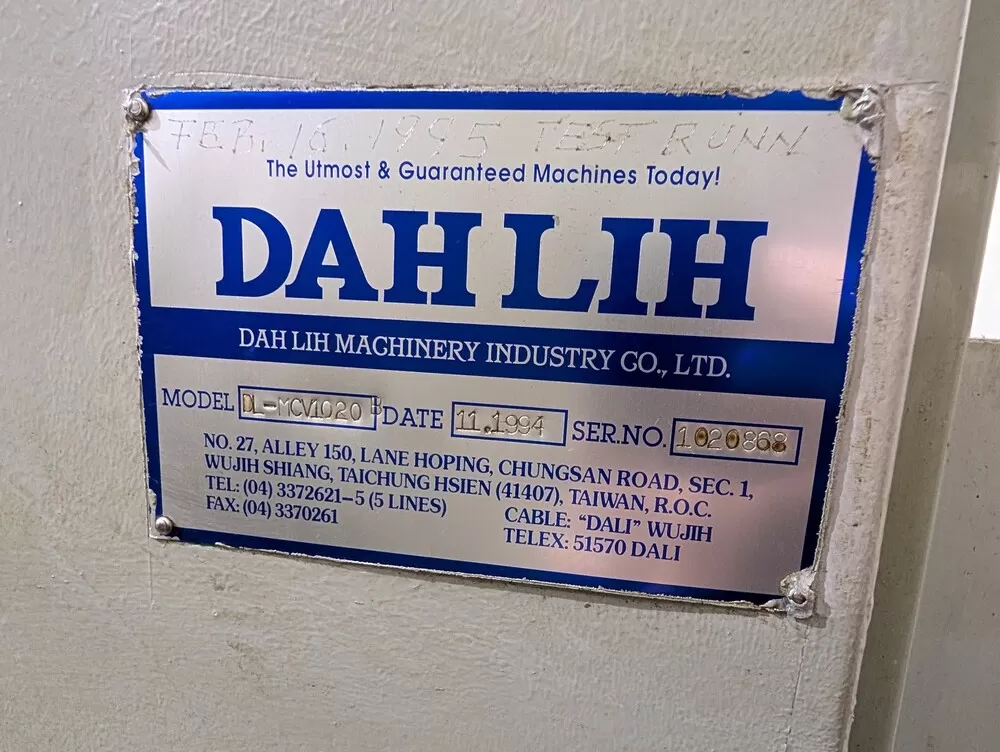 FEB. 16. 1995 TEST RUNN
The Utmost & Guaranteed Machines Today!
DAH LIH
DAH LIH MACHINERY INDUSTRY CO., LTD.
MODEL DL-MCV1020 B DATE 11.1994 SER.NO. 1020868
NO. 27, ALLEY 150, LANE HOPING, CHUNGSAN ROAD, SEC. 1,
WUJIH SHIANG, TAICHUNG HSIEN (41407), TAIWAN, R.O.C.
TEL: (04) 3372621-5 (5 LINES) CABLE: "DALI" WUJIH
FAX: (04) 3370261 TELEX: 51570 DALI